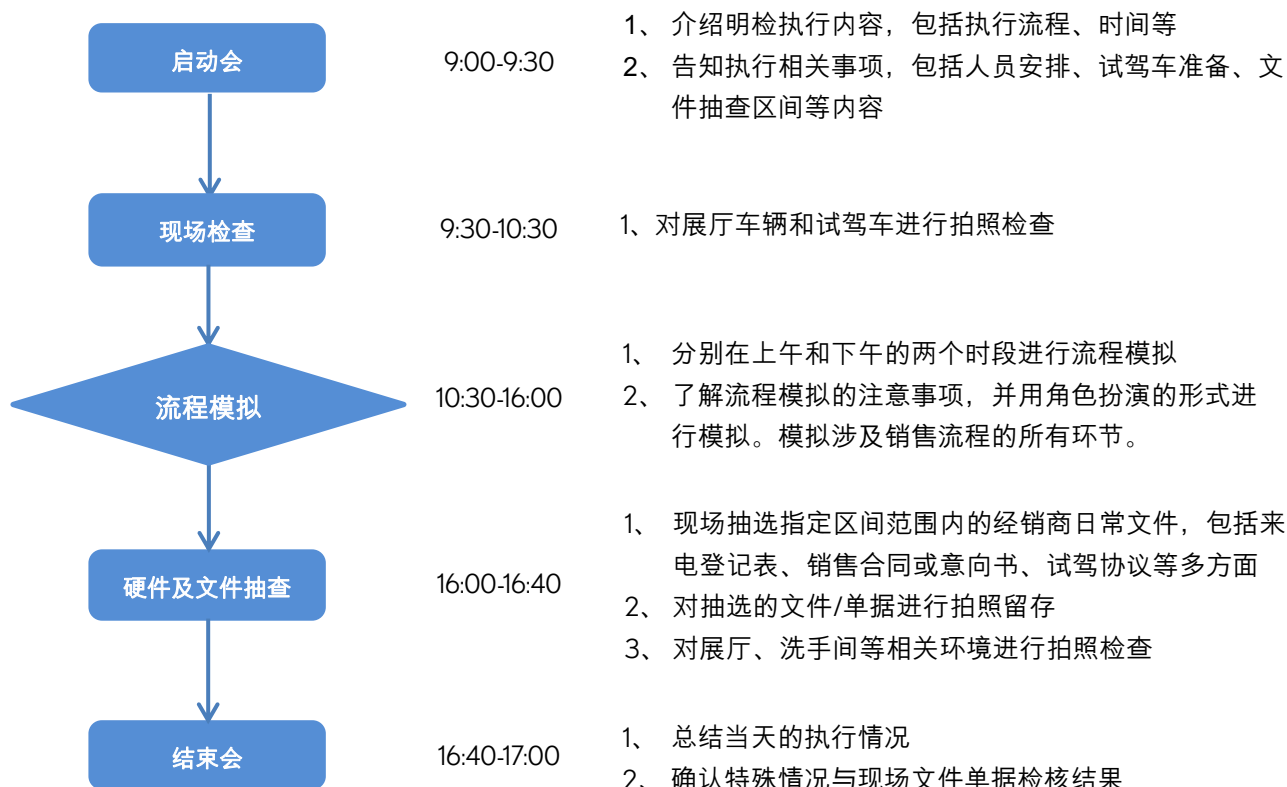 启动会
9:00-9:30
1、 介绍明检执行内容，包括执行流程、时间等
2、 告知执行相关事项，包括人员安排、试驾车准备、文
件抽查区间等内容
现场检查
9:30-10:30
1、对展厅车辆和试驾车进行拍照检查
流程模拟
10:30-16:00
1、 分别在上午和下午的两个时段进行流程模拟
2、 了解流程模拟的注意事项，并用角色扮演的形式进
行模拟。模拟涉及销售流程的所有环节。
硬件及文件抽查
16:00-16:40
1、 现场抽选指定区间范围内的经销商日常文件，包括来
电登记表、销售合同或意向书、试驾协议等多方面
2、 对抽选的文件/单据进行拍照留存
3、 对展厅、洗手间等相关环境进行拍照检查
结束会
16:40-17:00
1、 总结当天的执行情况
2、 确认特殊情况与现场文件单据检核结果